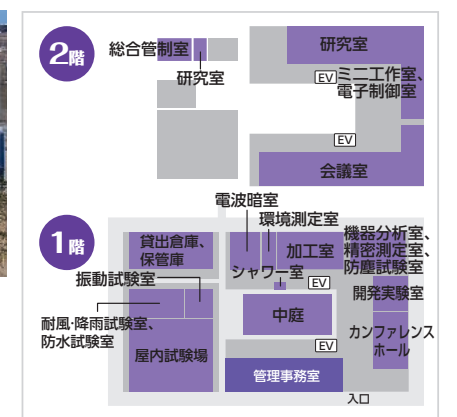 2階
総合管制室
研究室
研究室
EV
ミニ工作室、
電子制御室
EV
会議室
1階
電波暗室
環境測定室
貸出倉庫、
保管庫
加工室
機器分析室、
精密測定室、
防塵試験室
振動試験室
シャワー室
EV
開発実験室
中庭
耐風・降雨試験室、
防水試験室
カンファレンス
ホール
屋内試験場
EV
管理事務室
入口